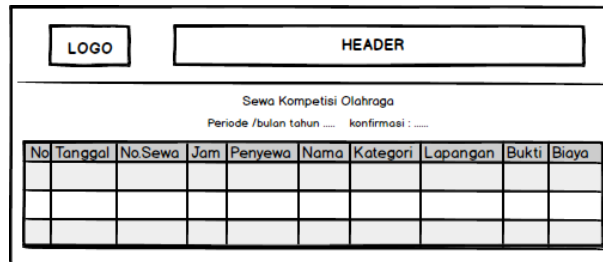 LOGO HEADER
Sewa Kompetisi Olahraga
Periode /bulan tahun ..... konfirmasi : ......
No Tanggal No.Sewa Jam Penyewa Nama Kategori Lapangan Bukti Biaya